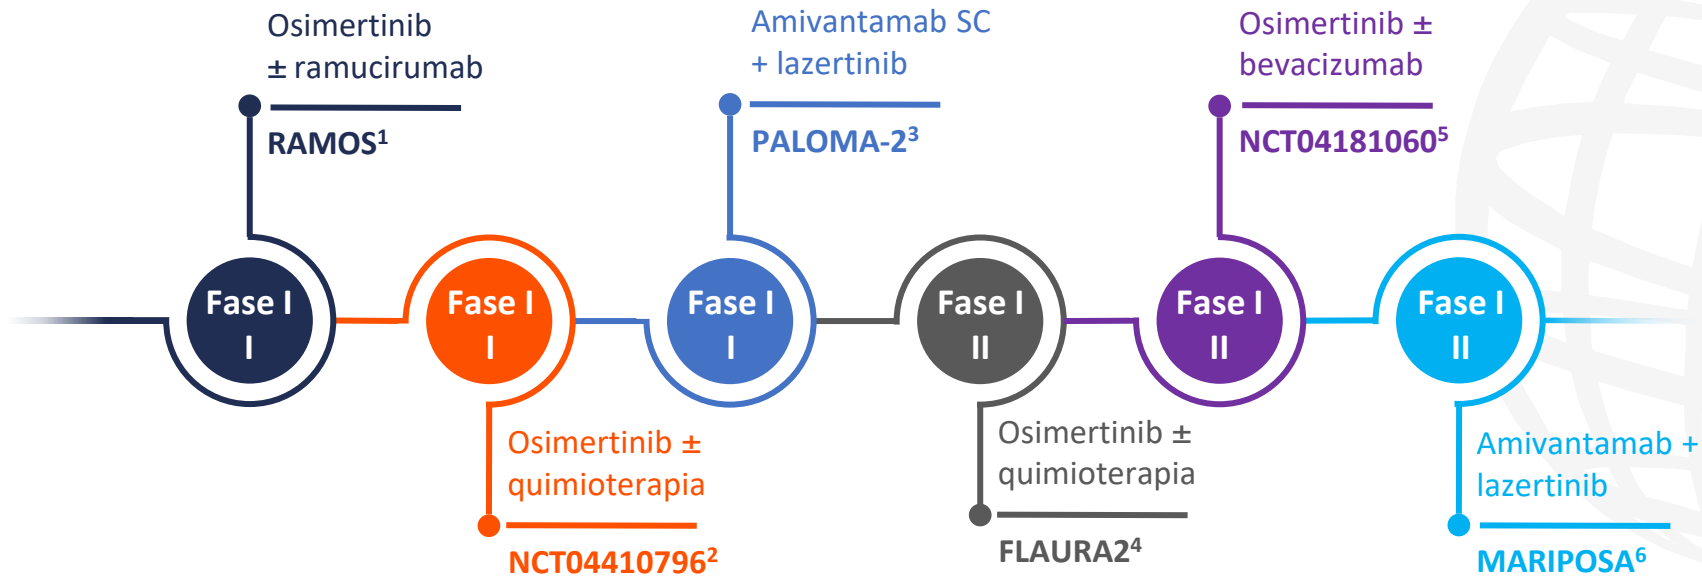 Osimertinib
± ramucirumab
RAMOS¹
Amivantamab SC
+ lazertinib
PALOMA-2³
Osimertinib ±
bevacizumab
NCT04181060⁵
Fase I
I
Fase I
I
Fase I
I
Fase I
II
Fase I
II
Fase I
II
Osimertinib ±
quimioterapia
NCT04410796²
Osimertinib ±
quimioterapia
FLAURA2⁴
Amivantamab +
lazertinib
MARIPOSA⁶